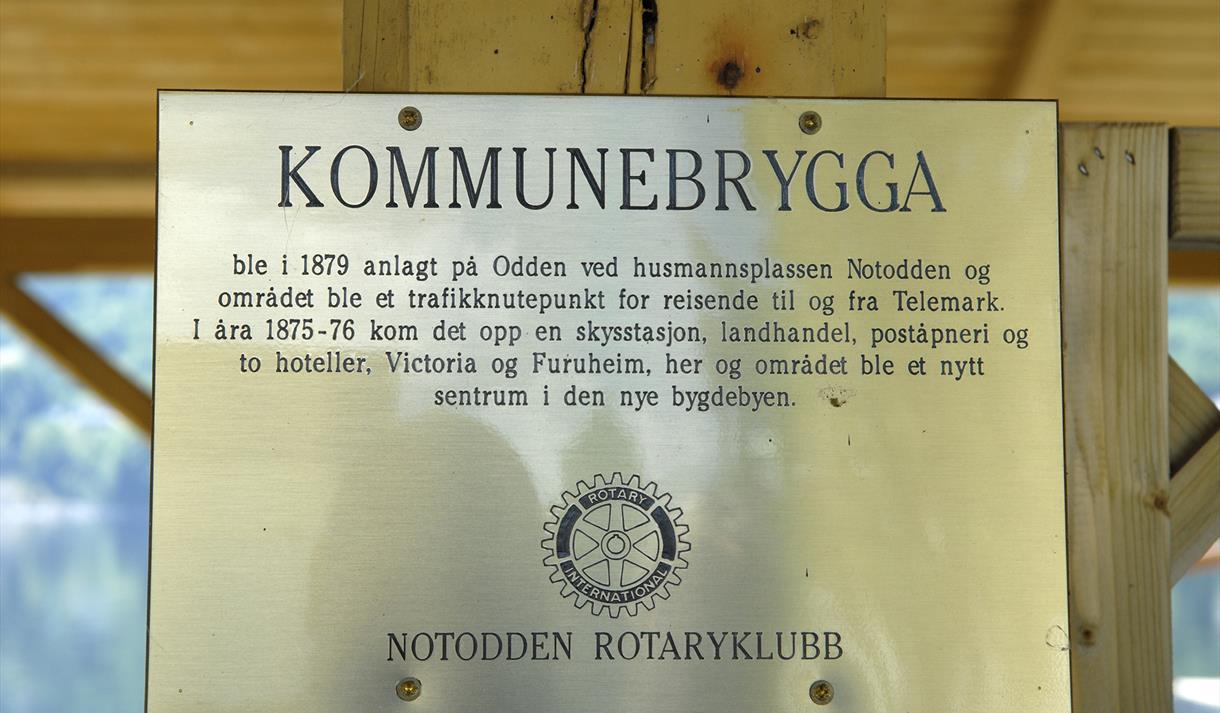 KOMMUNEBRYGGA
ble i 1879 anlagt på Odden ved husmannsplassen Notodden og
området ble et trafikknutepunkt for reisende til og fra Telemark.
I åra 1875-76 kom det opp en skysstasjon, landhandel, poståpneri og
to hoteller, Victoria og Furuheim, her og området ble et nytt
sentrum i den nye bygdebyen.
ROTARY
INTERNATIONAL
NOTODDEN ROTARYKLUBB